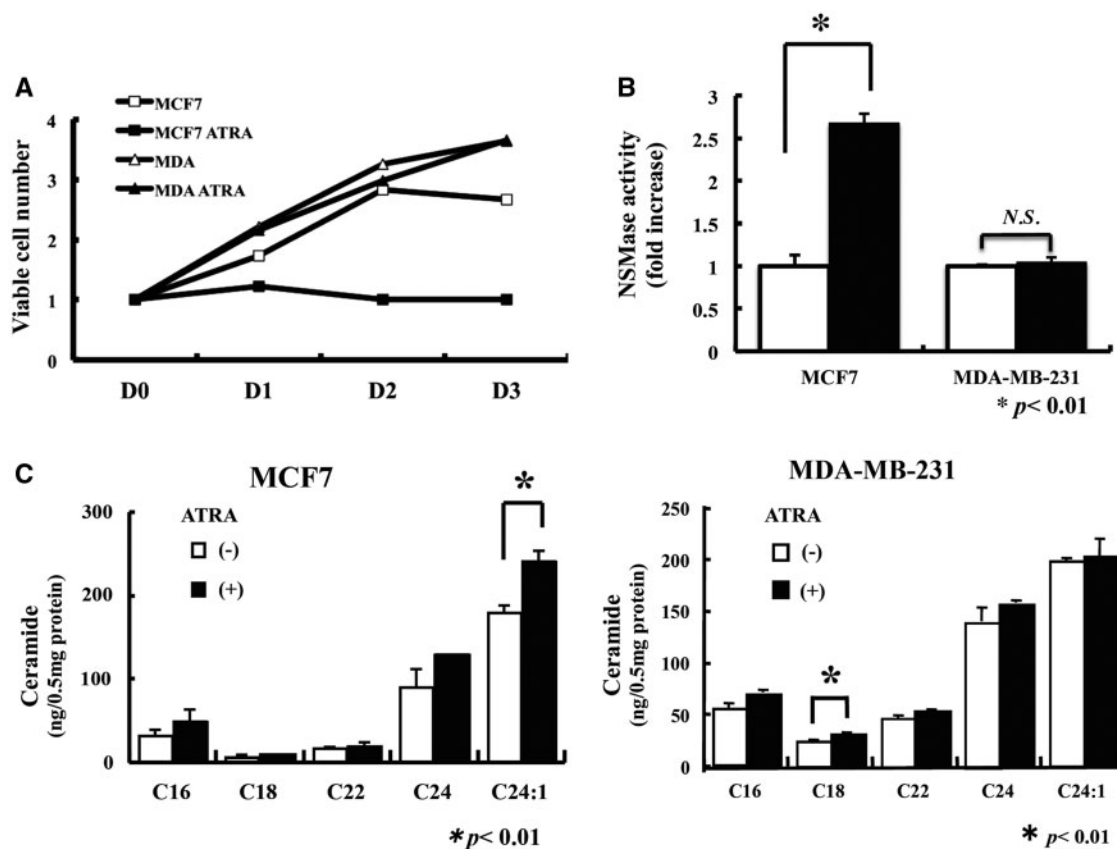 A
MCF7
MCF7 ATRA
MDA
MDA ATRA
Viable cell number
4
3
2
1
0
D0 D1 D2 D3
B
*
NSMase activity
(fold increase)
3
2.5
2
1.5
1
0.5
0
N.S.
MCF7 MDA-MB-231
* p< 0.01
C
MCF7
*
ATRA
(-)
(+)
Ceramide
(ng/0.5mg protein)
300
200
100
0
C16 C18 C22 C24 C24:1
* p< 0.01
MDA-MB-231
ATRA
(-)
(+)
*
Ceramide
(ng/0.5mg protein)
250
200
150
100
50
0
C16 C18 C22 C24 C24:1
* p< 0.01